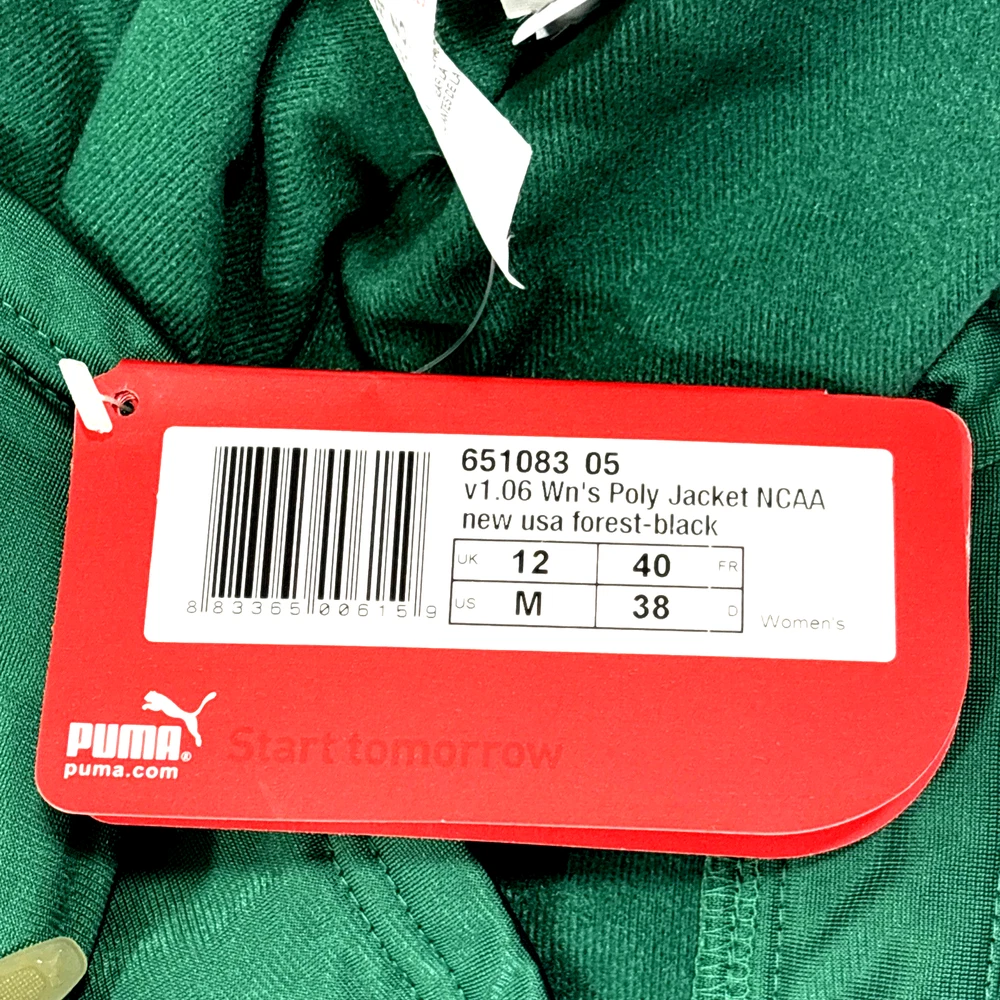 651083 05
v1.06 Wn's Poly Jacket NCAA
new usa forest-black
UK 12 40 FR
US M 38 D
Women's
8 83365 00615 9
PUMA®
puma.com
Start tomorrow